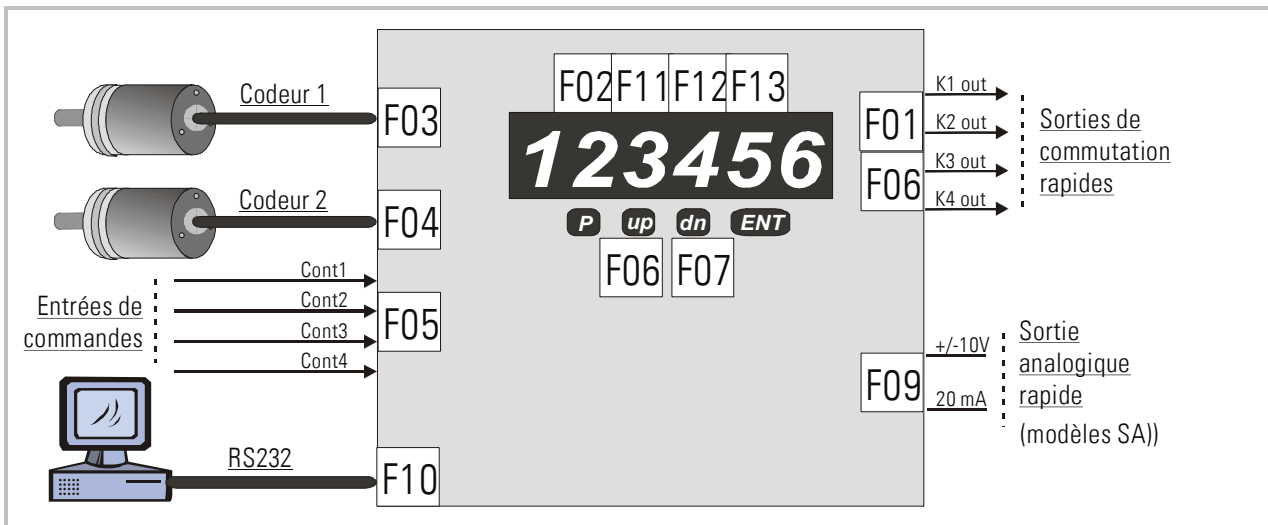 Codeur 1
F03
Codeur 2
F04
Entrées de
commandes
Cont1
Cont2
Cont3
Cont4
F05
RS232
F10
F02 F11 F12 F13
123456
P up dn ENT
F06 F07
F01
F06
K1 out
K2 out
K3 out
K4 out
Sorties de
commutation
rapides
F09
+/-10V
20 mA
Sortie
analogique
rapide
(modèles SA))